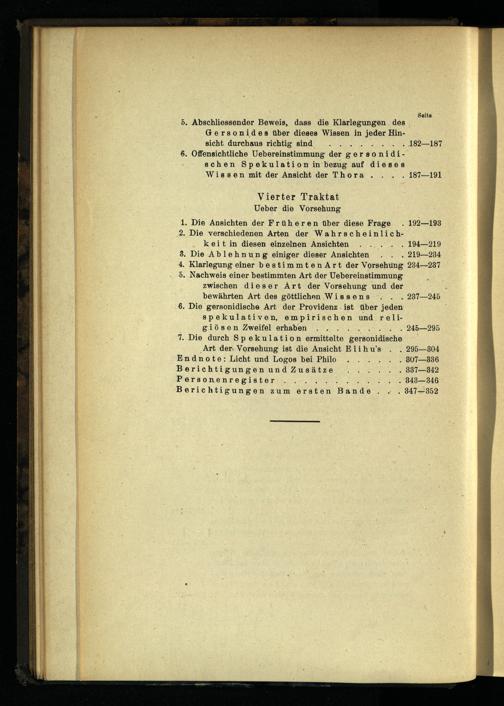 Seite
5. Abschliessender Beweis, dass die Klarlegungen des
Gersonides über dieses Wissen in jeder Hin-
sicht durchaus richtig sind . . . . . . . .182—187
6. Offensichtliche Uebereinstimmung der gersonidi-
schen Spekulation in bezug auf dieses
Wissen mit der Ansicht der Thora . . . . 187—191
Vierter Traktat
Ueber die Vorsehung
1. Die Ansichten der Früheren über diese Frage . 192—193
2. Die verschiedenen Arten der Wahrscheinlich-
keit in diesen einzelnen Ansichten . . . . . 194—219
3. Die Ablehnung einiger dieser Ansichten . . . 219—234
4. Klarlegung einer bestimmten Art der Vorsehung 234—237
5. Nachweis einer bestimmten Art der Uebereinstimmung
zwischen dieser Art der Vorsehung und der
bewährten Art des göttlichen Wissens . . . 237—245
6. Die gersonidische Art der Providenz ist über jeden
spekulativen, empirischen und reli-
giösen Zweifel erhaben . . . . . . . . . 245—295
7. Die durch Spekulation ermittelte gersonidische
Art der Vorsehung ist die Ansicht Elihu's . . 295—304
Endnote: Licht und Logos bei Philo . . . . . . 307—336
Berichtigungen und Zusätze . . . . . . 337—342
Personenregister . . . . . . . . . . . . 343—346
Berichtigungen zum ersten Bande . . . 347—352